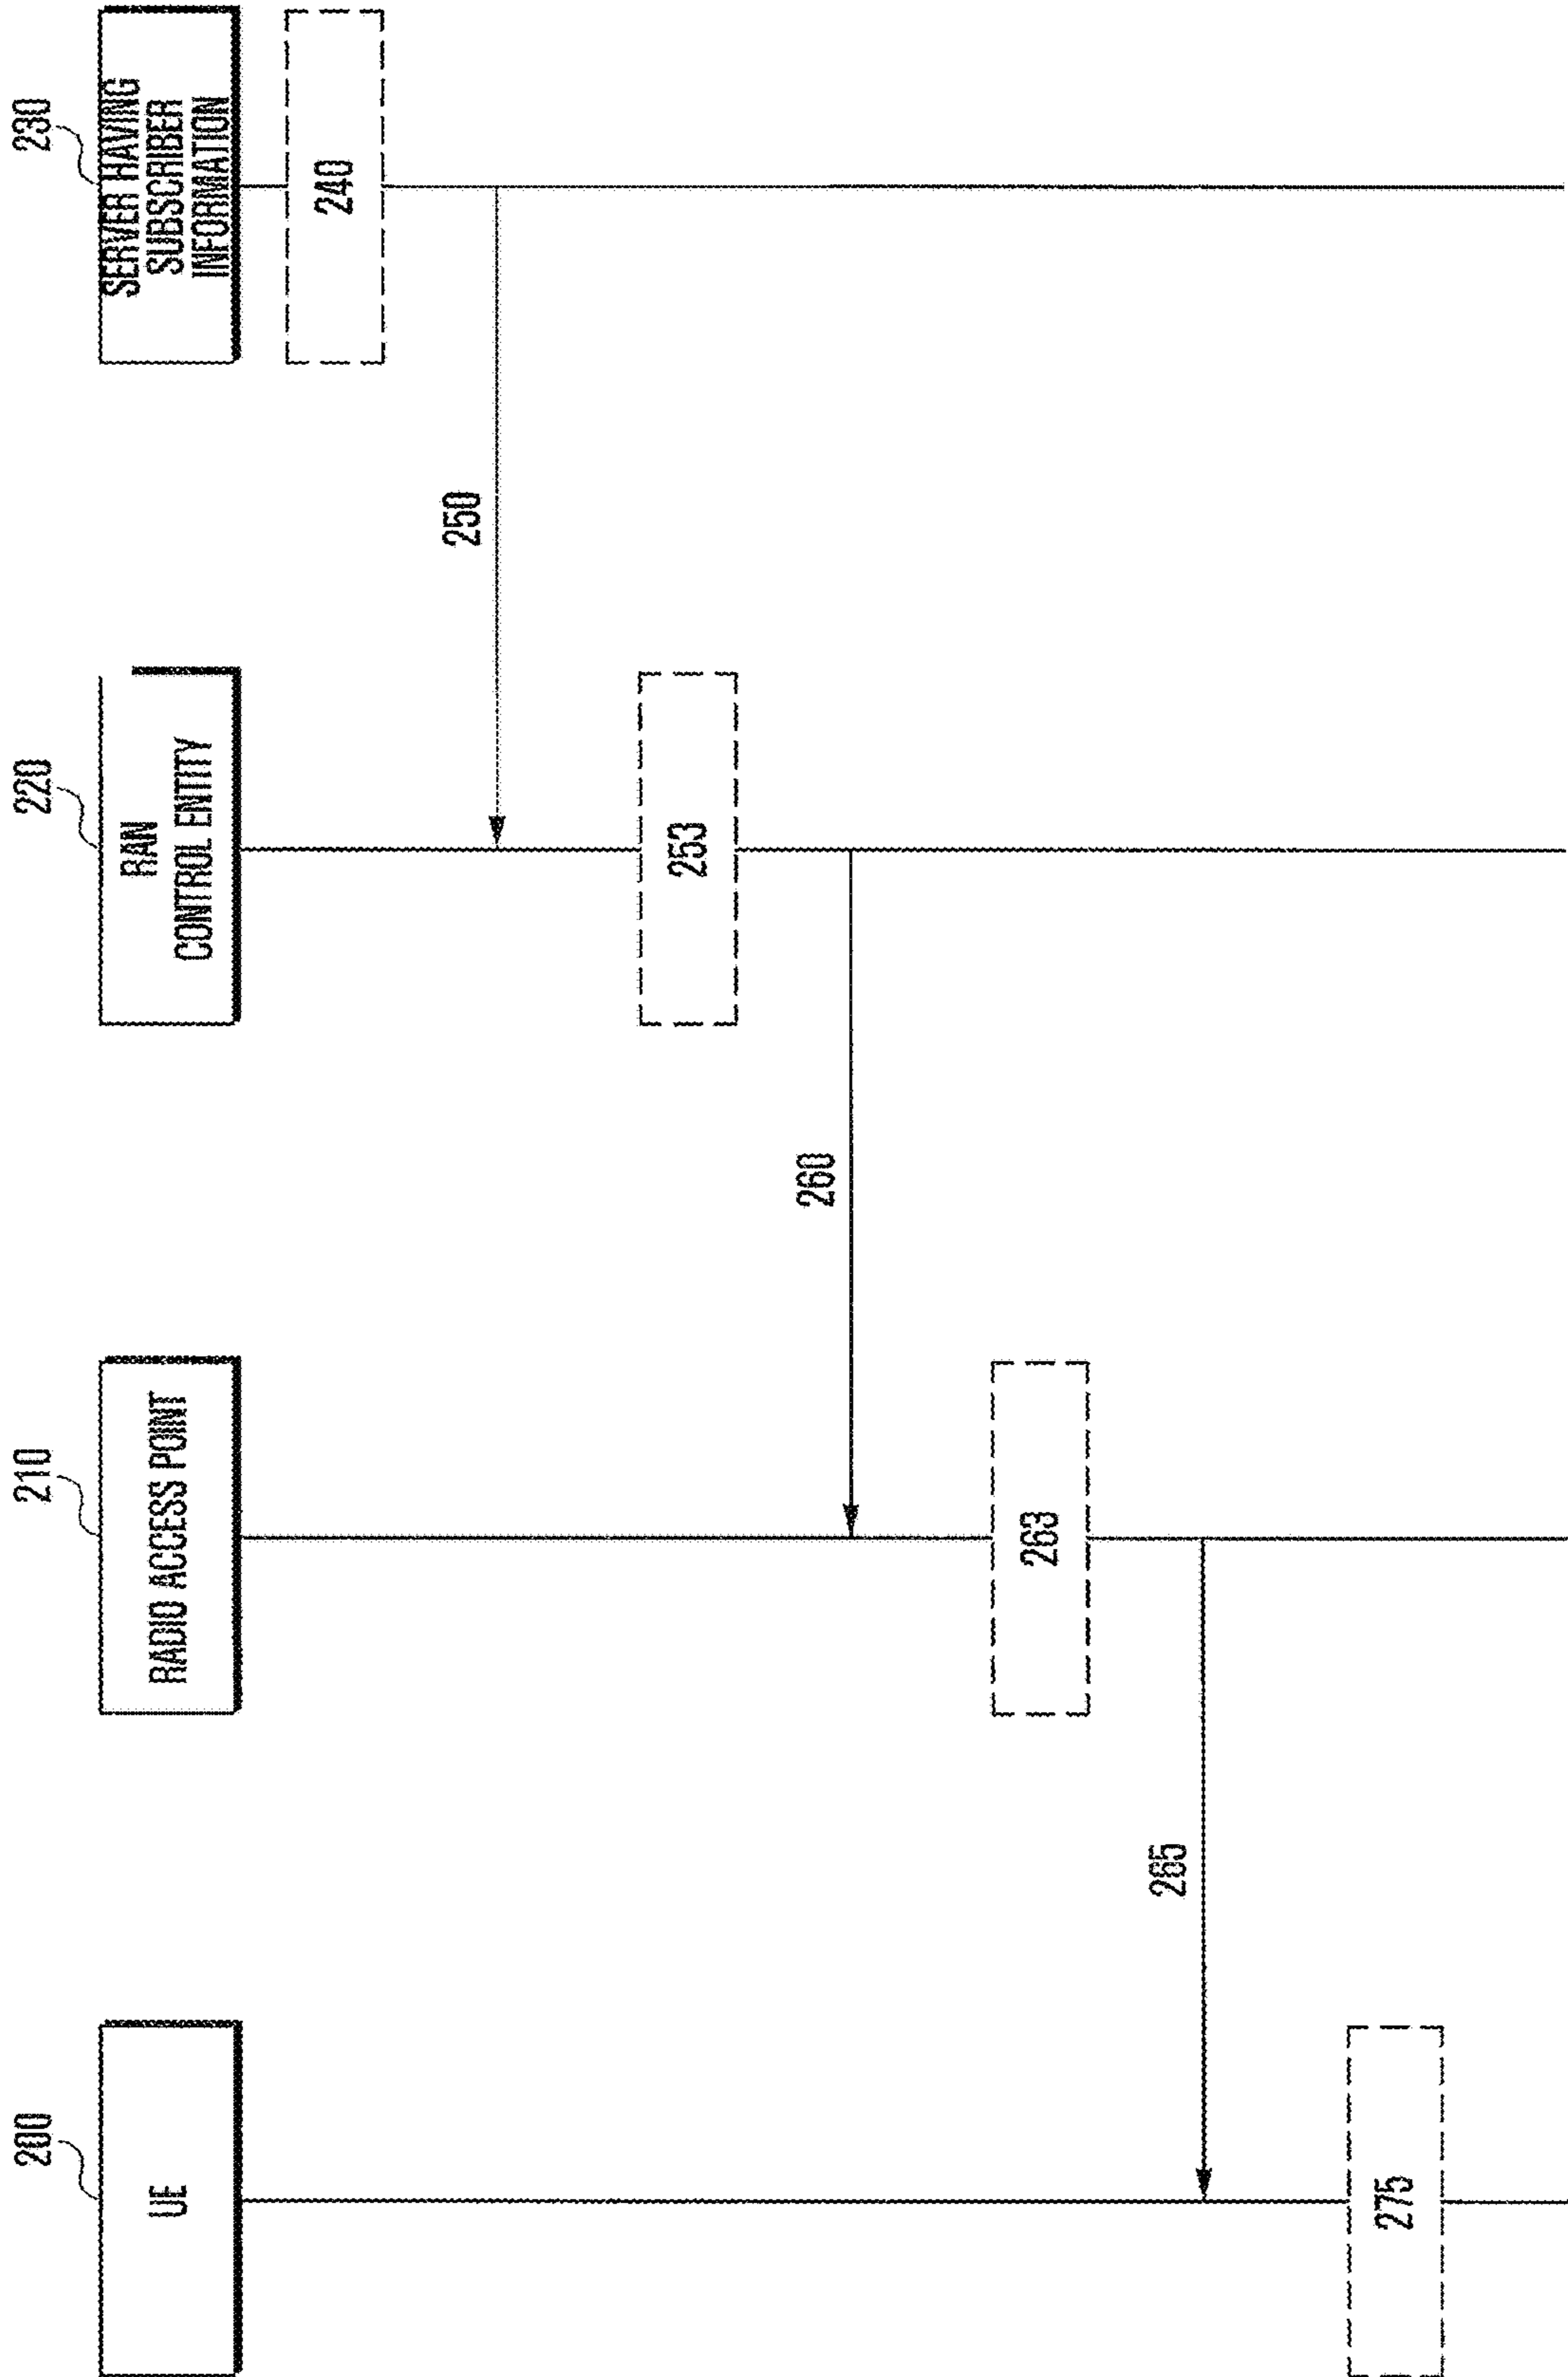 200
210
220
230
UE
RADIO ACCESS POINT
RAN
CONTROL ENTITY
SERVER HAVING
SUBSCRIBER
INFORMATION
240
250
253
260
263
265
275